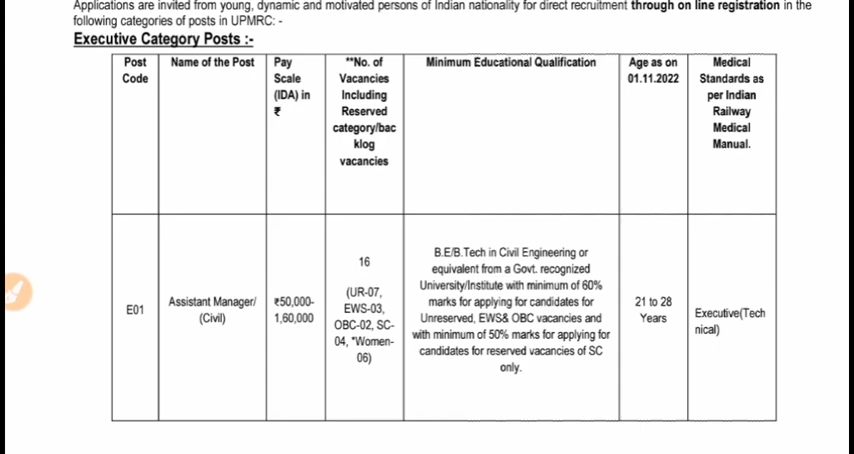 Applications are invited from young, dynamic and motivated persons of Indian nationality for direct recruitment through on line registration in the
following categories of posts in UPMRC: -
Executive Category Posts :-
Post
Code
Name of the Post
Pay
Scale
(IDA) in
₹
**No. of
Vacancies
Including
Reserved
category/bac
klog
vacancies
Minimum Educational Qualification
Age as on
01.11.2022
Medical
Standards as
per Indian
Railway
Medical
Manual.
E01
Assistant Manager/
(Civil)
₹50,000-
1,60,000
16
(UR-07,
EWS-03,
OBC-02, SC-
04, *Women-
06)
B.E/B.Tech in Civil Engineering or
equivalent from a Govt. recognized
University/Institute with minimum of 60%
marks for applying for candidates for
Unreserved, EWS& OBC vacancies and
with minimum of 50% marks for applying for
candidates for reserved vacancies of SC
only.
21 to 28
Years
Executive(Tech
nical)